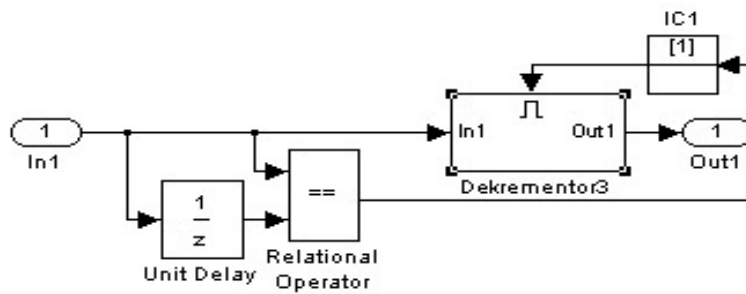 IC1
[1]
1
In1
In1
Out1
Dekrementor3
1
Out1
==
Relational
Operator
1
z
Unit Delay